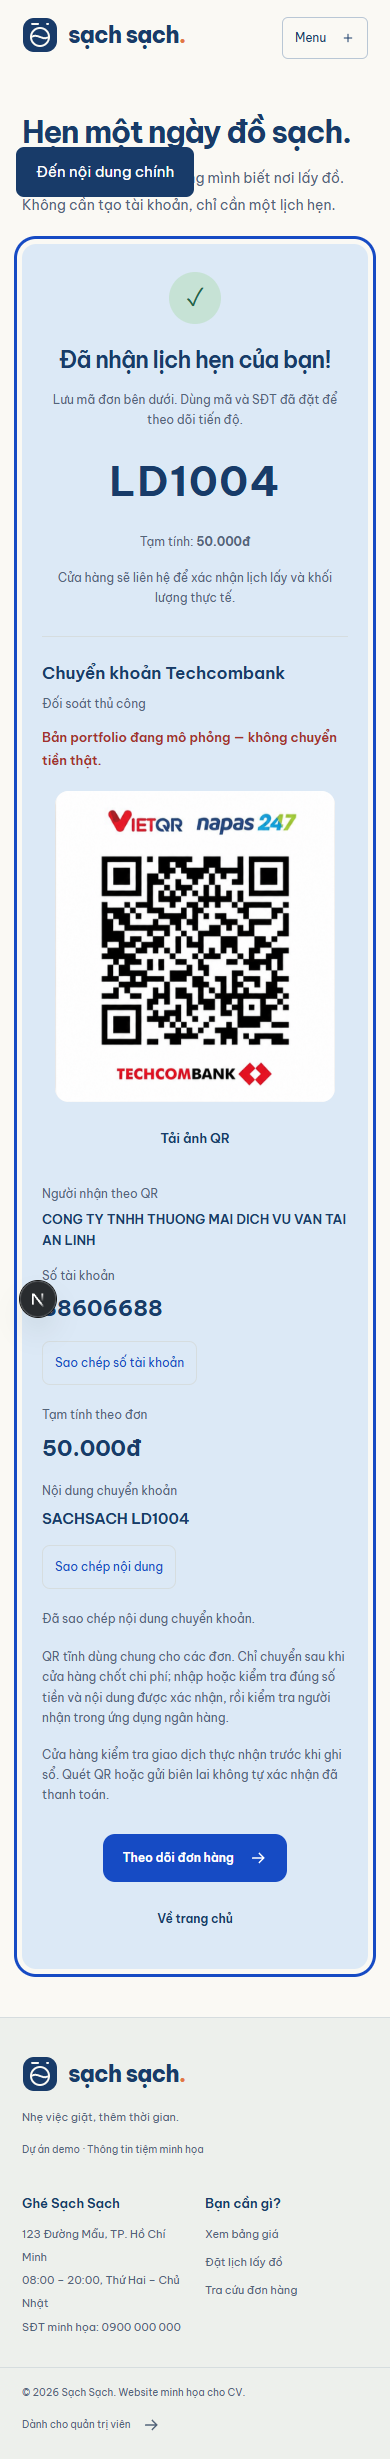 sạch sạch.
Menu +
Hẹn một ngày đồ sạch.
Đến nội dung chính
mình biết nơi lấy đồ.
Không cần tạo tài khoản, chỉ cần một lịch hẹn.
Đã nhận lịch hẹn của bạn!
Lưu mã đơn bên dưới. Dùng mã và SĐT đã đặt để
theo dõi tiến độ.
LD1004
Tạm tính: 50.000đ
Cửa hàng sẽ liên hệ để xác nhận lịch lấy và khối
lượng thực tế.
Chuyển khoản Techcombank
Đối soát thủ công
Bản portfolio đang mô phỏng — không chuyển
tiền thật.
VIETQR napas 247
TECHCOMBANK
Tải ảnh QR
Người nhận theo QR
CONG TY TNHH THUONG MAI DICH VU VAN TAI
AN LINH
Số tài khoản
8606688
N
Sao chép số tài khoản
Tạm tính theo đơn
50.000đ
Nội dung chuyển khoản
SACHSACH LD1004
Sao chép nội dung
Đã sao chép nội dung chuyển khoản.
QR tĩnh dùng chung cho các đơn. Chỉ chuyển sau khi
cửa hàng chốt chi phí; nhập hoặc kiểm tra đúng số
tiền và nội dung được xác nhận, rồi kiểm tra người
nhận trong ứng dụng ngân hàng.
Cửa hàng kiểm tra giao dịch thực nhận trước khi ghi
sổ. Quét QR hoặc gửi biên lai không tự xác nhận đã
thanh toán.
Theo dõi đơn hàng →
Về trang chủ
sạch sạch.
Nhẹ việc giặt, thêm thời gian.
Dự án demo · Thông tin tiệm minh họa
Ghé Sạch Sạch
123 Đường Mẫu, TP. Hồ Chí
Minh
08:00 – 20:00, Thứ Hai – Chủ
Nhật
SĐT minh họa: 0900 000 000
Bạn cần gì?
Xem bảng giá
Đặt lịch lấy đồ
Tra cứu đơn hàng
© 2026 Sạch Sạch. Website minh họa cho CV.
Dành cho quản trị viên →